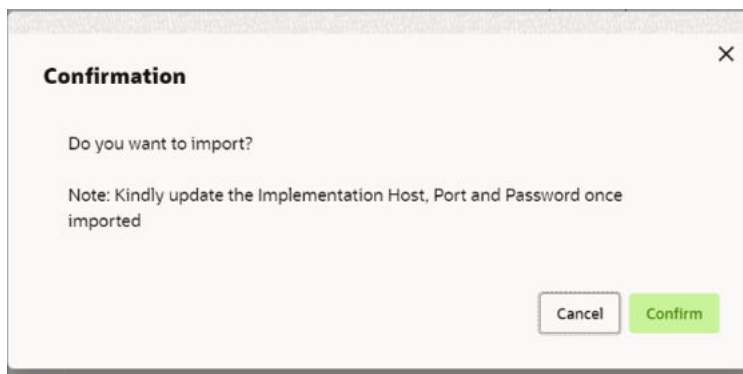 Confirmation
Do you want to import?
Note: Kindly update the Implementation Host, Port and Password once
imported
Cancel
Confirm